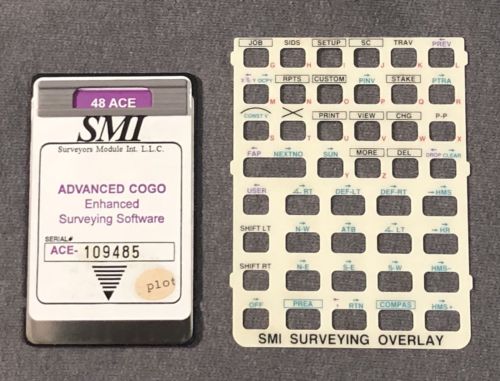 48 ACE
SMI
Surveyors Module Int. L.L.C.
ADVANCED COGO
Enhanced
Surveying Software
SERIAL#
ACE- 109485
plot
JOB SIDS SETUP SC TRAV PREV
G H I J K L
RPTS CUSTOM PINV STAKE PTRA
M N O P Q R
CONST V PRINT VIEW CHG P-P
S T U V W X
FAP NEXTNO SUN MORE DEL DROP CLEAR
Y Z
USER RT DEF-LT DEF-RT HMS
SHIFT LT N-W ATB LT HR
SHIFT RT N-E S-E S-W HMS-
OFF PREA RTN COMPAS HMS+
SMI SURVEYING OVERLAY